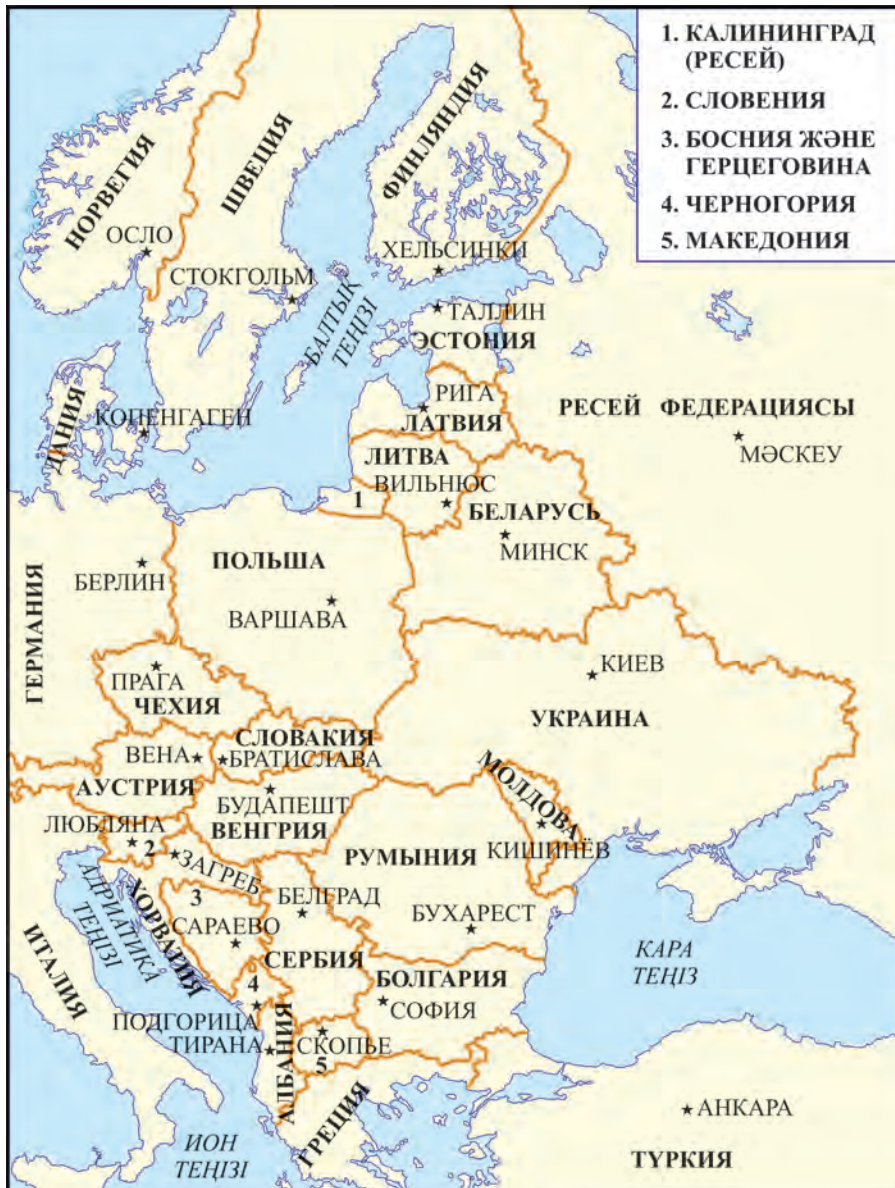 1. КАЛИНИНГРАД
(РЕСЕЙ)
2. СЛОВЕНИЯ
3. БОСНИЯ ЖӘНЕ
ГЕРЦЕГОВИНА
4. ЧЕРНОГОРИЯ
5. МАКЕДОНИЯ
НОРВЕГИЯ
ШВЕЦИЯ
ФИНЛЯНДИЯ
ОСЛО
СТОКГОЛЬМ
ХЕЛЬСИНКИ
БАЛТЫҚ
ТЕҢІЗІ
ТАЛЛИН
ЭСТОНИЯ
ДАНИЯ
КОПЕНГАГЕН
РИГА
ЛАТВИЯ
РЕСЕЙ ФЕДЕРАЦИЯСЫ
МӘСКЕУ
ЛИТВА
ВИЛЬНЮС
1
БЕЛАРУСЬ
МИНСК
ГЕРМАНИЯ
БЕРЛИН
ПОЛЬША
ВАРШАВА
КИЕВ
УКРАИНА
ПРАГА
ЧЕХИЯ
СЛОВАКИЯ
БРАТИСЛАВА
ВЕНА
АУСТРИЯ
БУДАПЕШТ
ВЕНГРИЯ
МОЛДОВА
КИШИНЁВ
ЛЮБЛЯНА
2
ЗАГРЕБ
ХОРВАТИЯ
РУМЫНИЯ
БУХАРЕСТ
3
САРАЕВО
БЕЛГРАД
СЕРБИЯ
АДРИАТИКА
ТЕҢІЗІ
ИТАЛИЯ
4
ПОДГОРИЦА
БОЛГАРИЯ
СОФИЯ
ҚАРА
ТЕҢІЗ
ТИРАНА
АЛБАНИЯ
СКОПЬЕ
5
ГРЕЦИЯ
ИОН
ТЕҢІЗІ
АНКАРА
ТҮРКИЯ